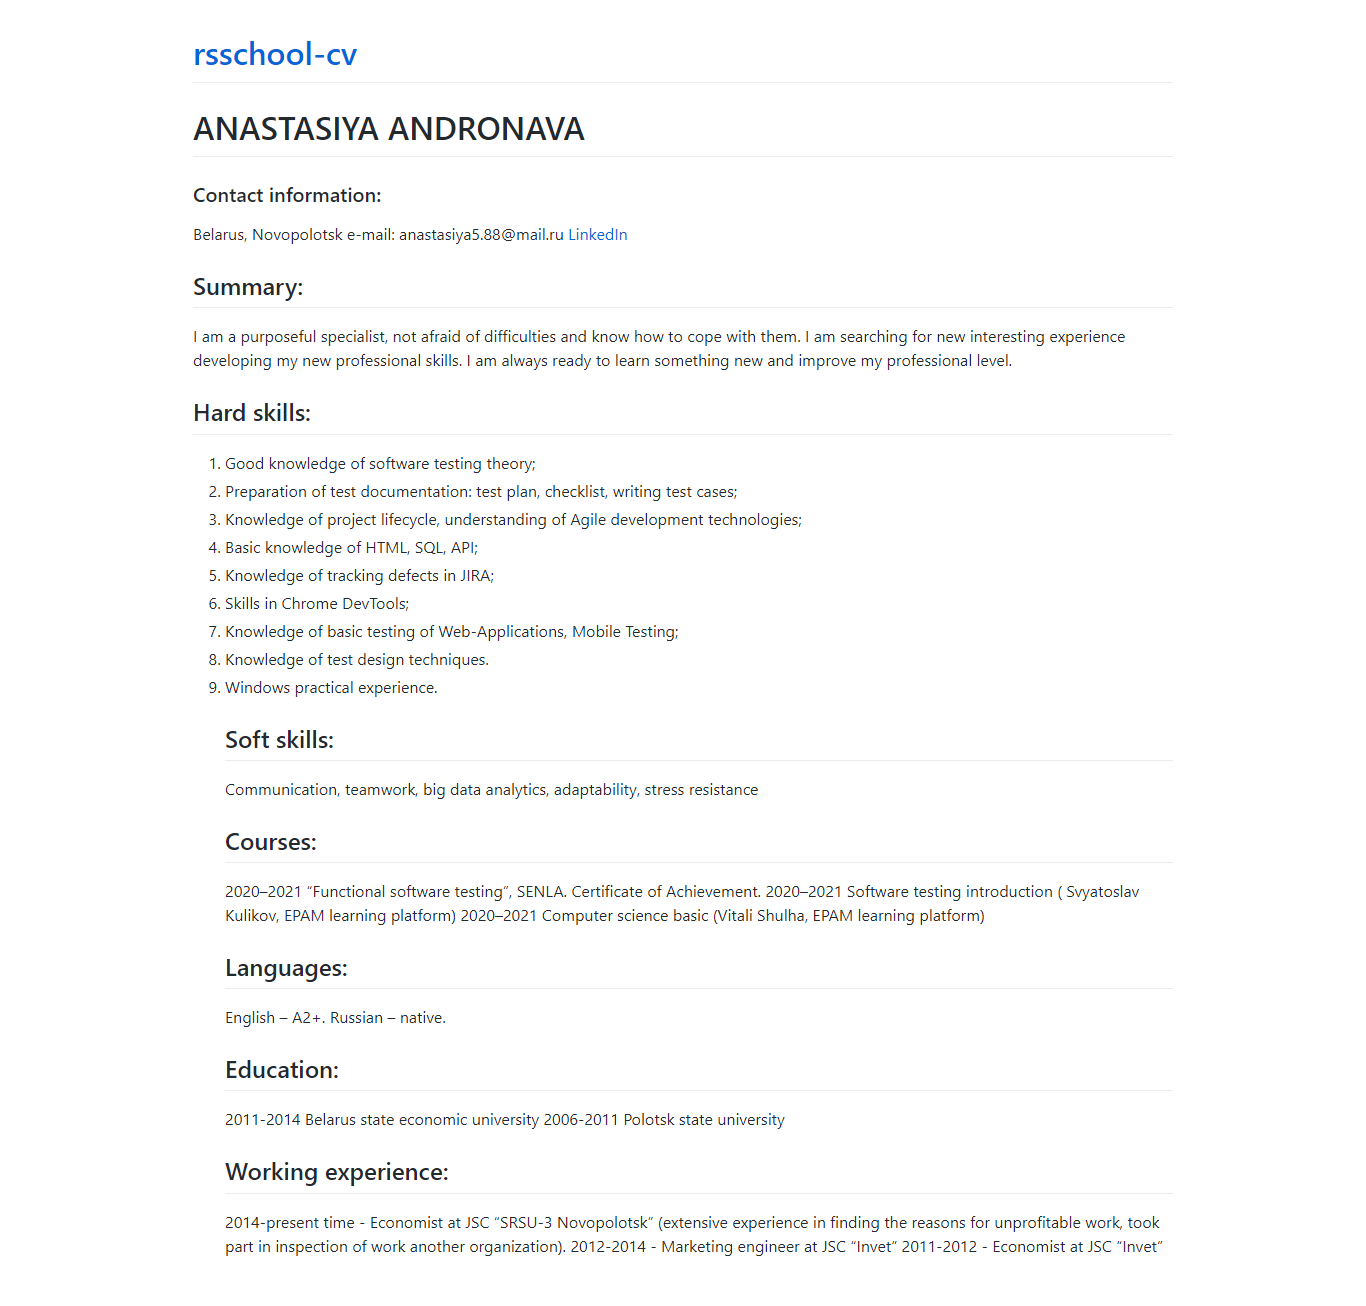 rsschool-cv
ANASTASIYA ANDRONAVA
Contact information:
Belarus, Novopolotsk e-mail: anastasiya5.88@mail.ru LinkedIn
Summary:
I am a purposeful specialist, not afraid of difficulties and know how to cope with them. I am searching for new interesting experience
developing my new professional skills. I am always ready to learn something new and improve my professional level.
Hard skills:
1. Good knowledge of software testing theory;
2. Preparation of test documentation: test plan, checklist, writing test cases;
3. Knowledge of project lifecycle, understanding of Agile development technologies;
4. Basic knowledge of HTML, SQL, API;
5. Knowledge of tracking defects in JIRA;
6. Skills in Chrome DevTools;
7. Knowledge of basic testing of Web-Applications, Mobile Testing;
8. Knowledge of test design techniques.
9. Windows practical experience.
Soft skills:
Communication, teamwork, big data analytics, adaptability, stress resistance
Courses:
2020–2021 “Functional software testing”, SENLA. Certificate of Achievement. 2020–2021 Software testing introduction ( Svyatoslav
Kulikov, EPAM learning platform) 2020–2021 Computer science basic (Vitali Shulha, EPAM learning platform)
Languages:
English – A2+. Russian – native.
Education:
2011-2014 Belarus state economic university 2006-2011 Polotsk state university
Working experience:
2014-present time - Economist at JSC “SRSU-3 Novopolotsk” (extensive experience in finding the reasons for unprofitable work, took
part in inspection of work another organization). 2012-2014 - Marketing engineer at JSC “Invet” 2011-2012 - Economist at JSC “Invet”